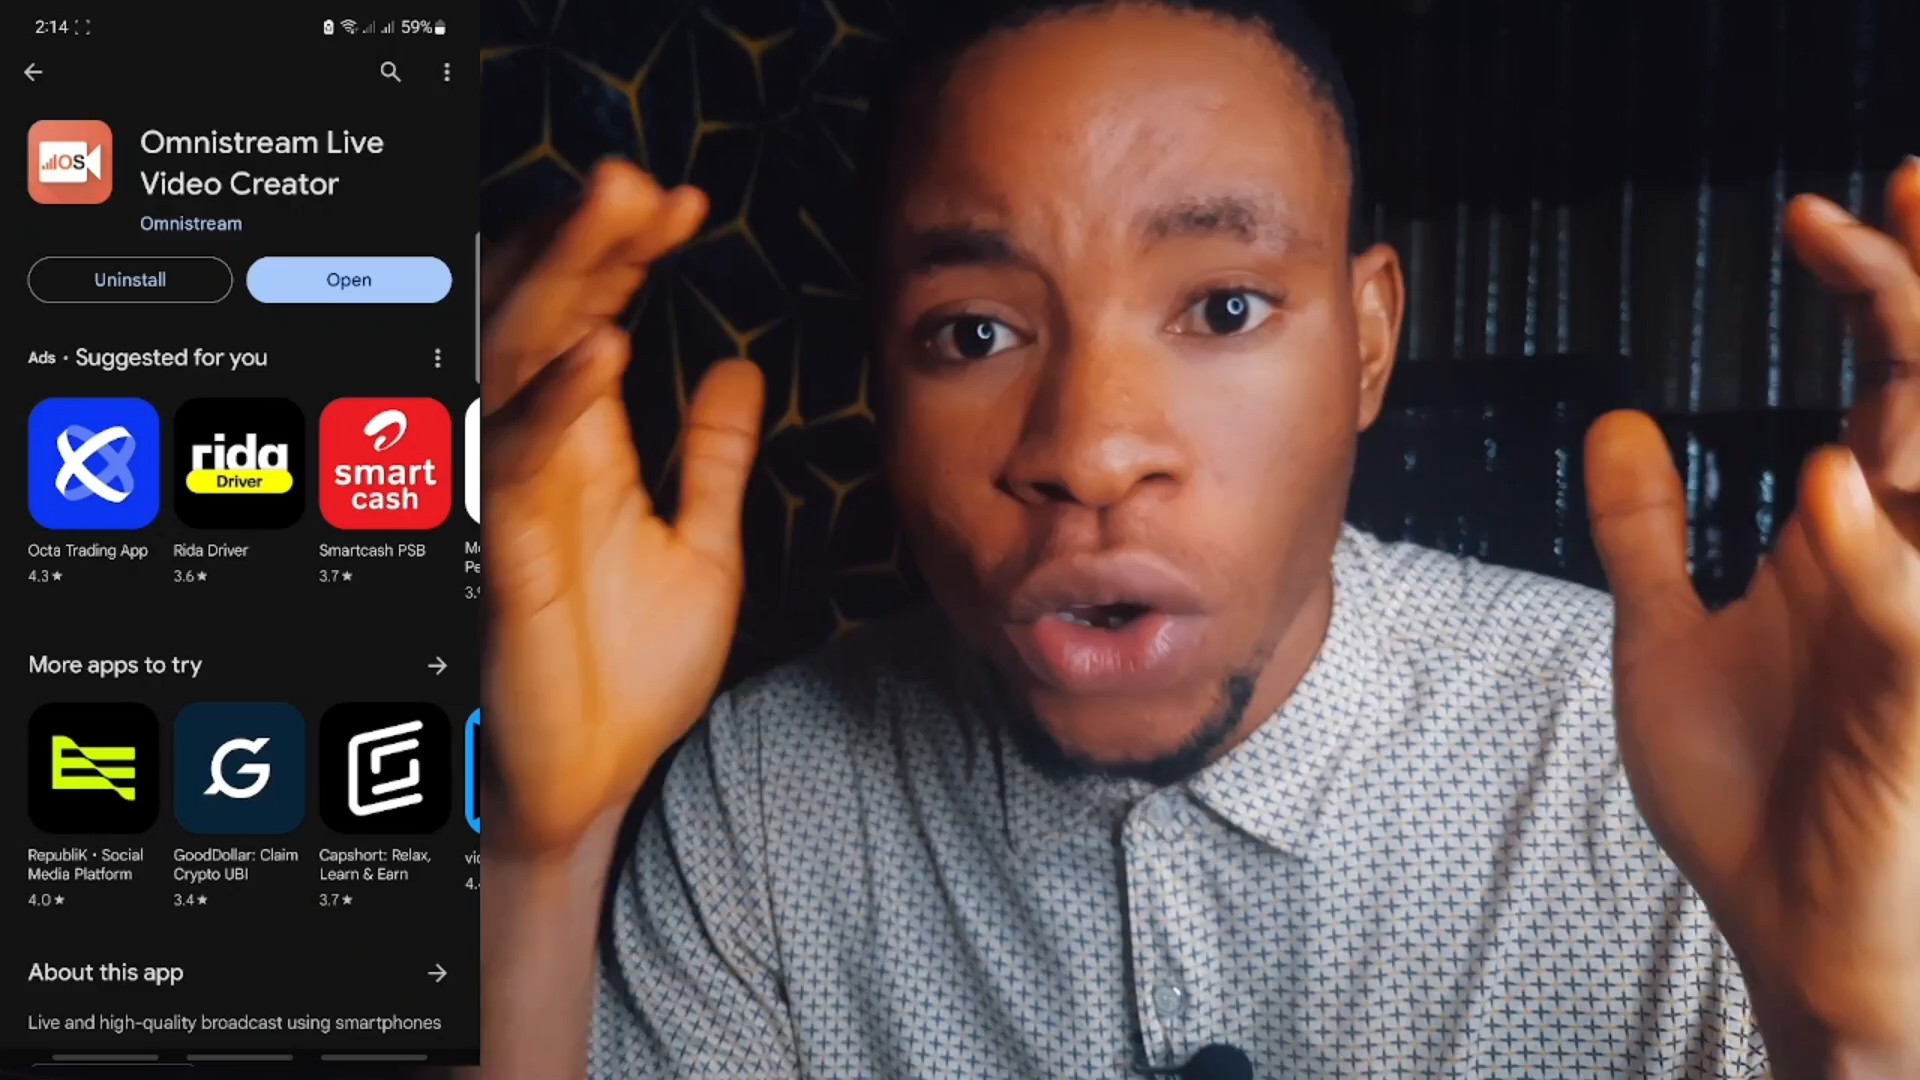 2:14
59%
IOS
Omnistream Live
Video Creator
Omnistream
Uninstall
Open
Ads • Suggested for you
rida
Driver
smart
cash
Octa Trading App
Rida Driver
Smartcash PSB
4.3★
3.6★
3.7★
More apps to try
RepubliK • Social
Media Platform
GoodDollar: Claim
Crypto UBI
Capshort: Relax,
Learn & Earn
4.0★
3.4★
3.7★
About this app
Live and high-quality broadcast using smartphones